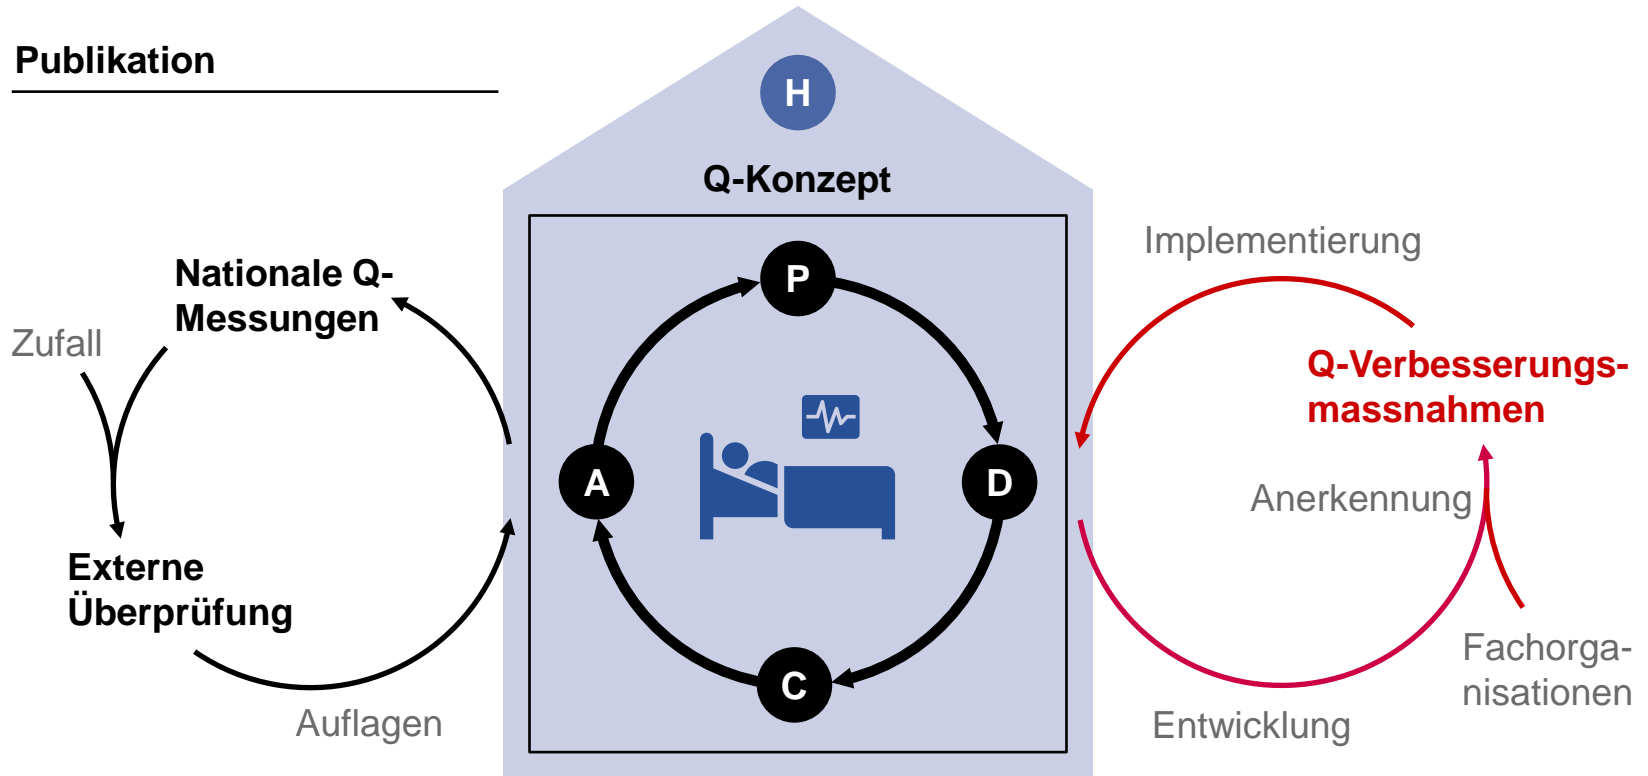 Publikation
H
Q-Konzept
Nationale Q-
Messungen
Zufall
Externe
Überprüfung
Auflagen
P
A
D
C
Implementierung
Q-Verbesserungs-
massnahmen
Anerkennung
Fachorga-
nisationen
Entwicklung